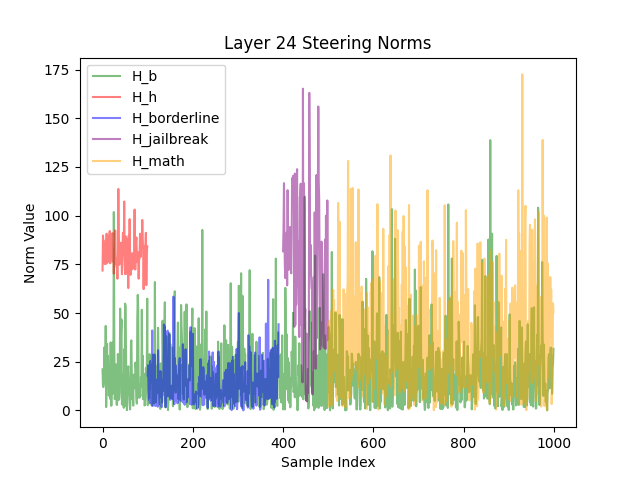 Layer 24 Steering Norms
H_b
H_h
H_borderline
H_jailbreak
H_math
Norm Value
175
150
125
100
75
50
25
0
0 200 400 600 800 1000
Sample Index